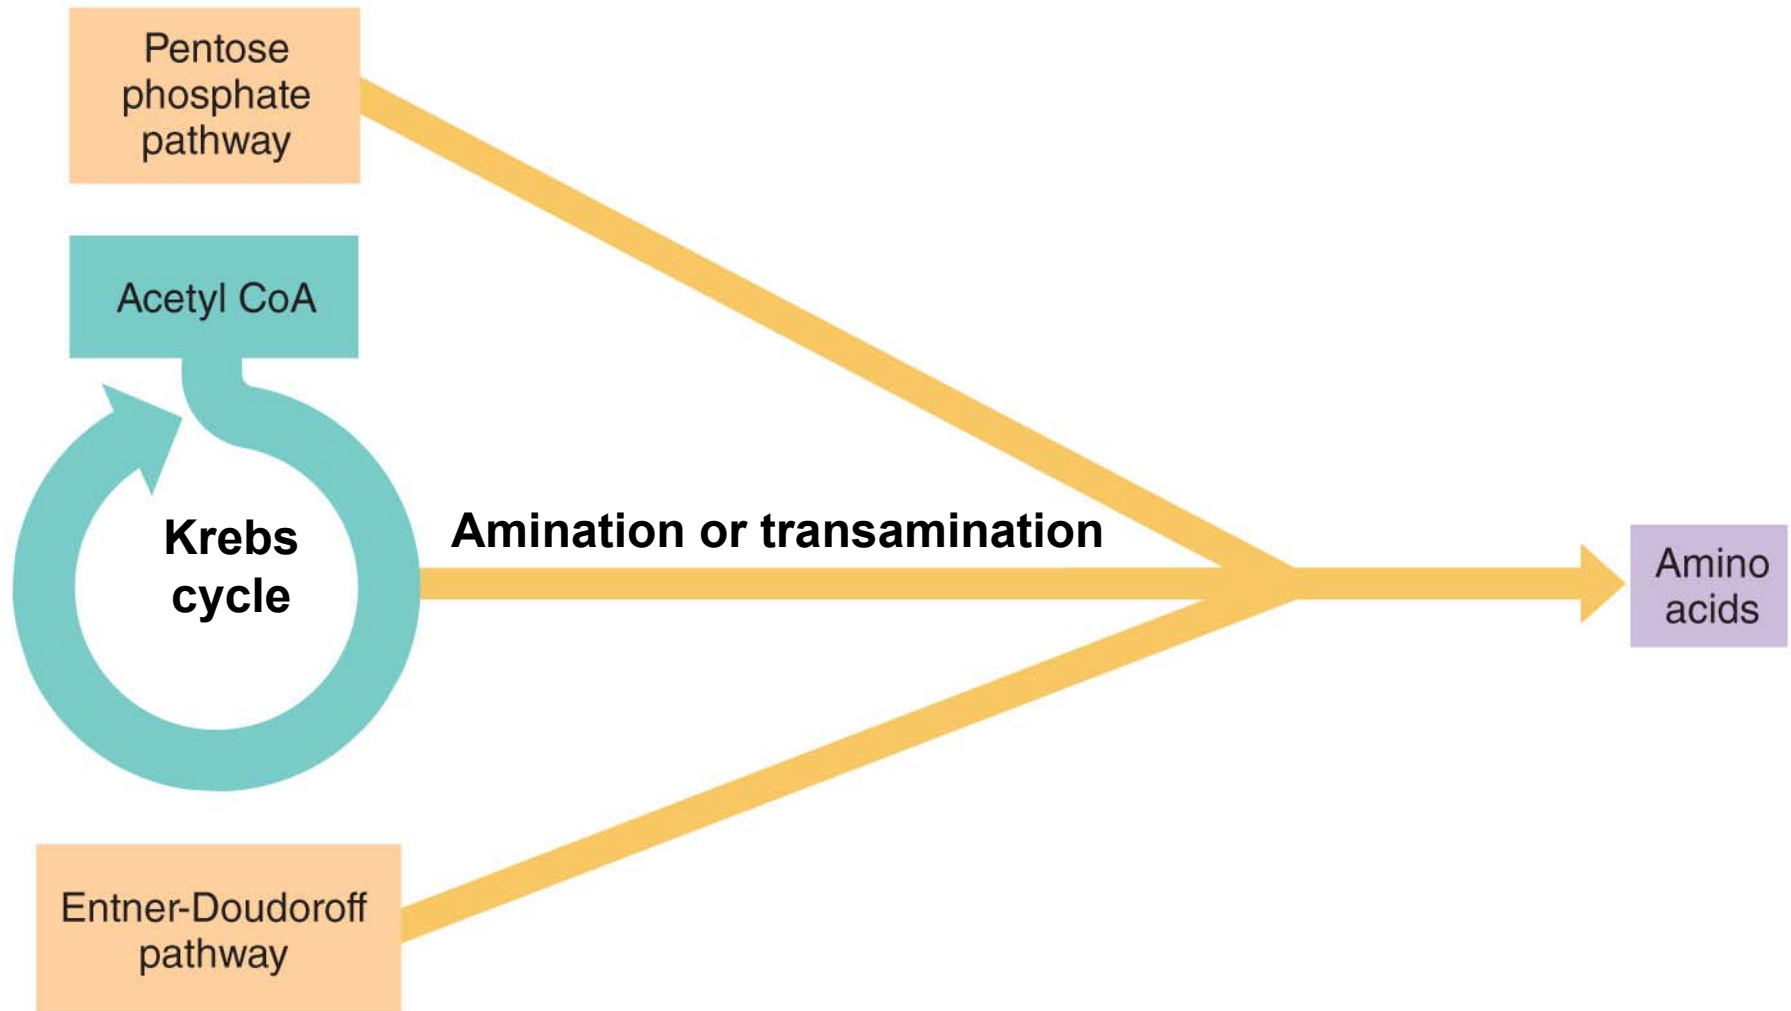 Pentose
phosphate
pathway
Acetyl CoA
Krebs
cycle
Amination or transamination
Amino
acids
Entner-Doudoroff
pathway